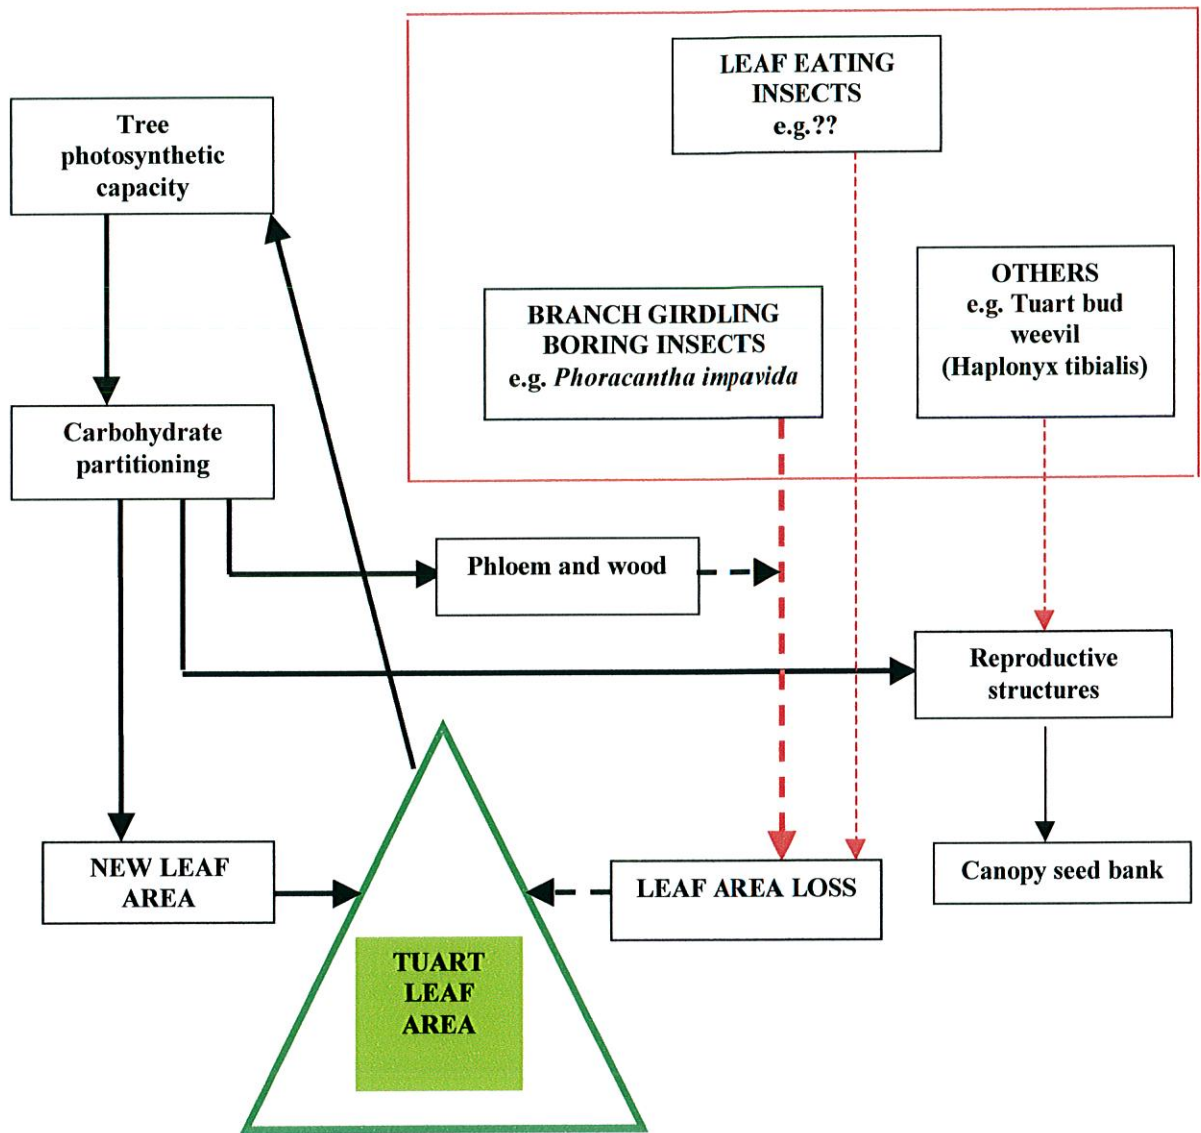 LEAF EATING
INSECTS
e.g.??
Tree
photosynthetic
capacity
BRANCH GIRDLING
BORING INSECTS
e.g. Phoracantha impavida
OTHERS
e.g. Tuart bud
weevil
(Haplonyx tibialis)
Carbohydrate
partitioning
Phloem and wood
Reproductive
structures
NEW LEAF
AREA
LEAF AREA LOSS
Canopy seed bank
TUART
LEAF
AREA